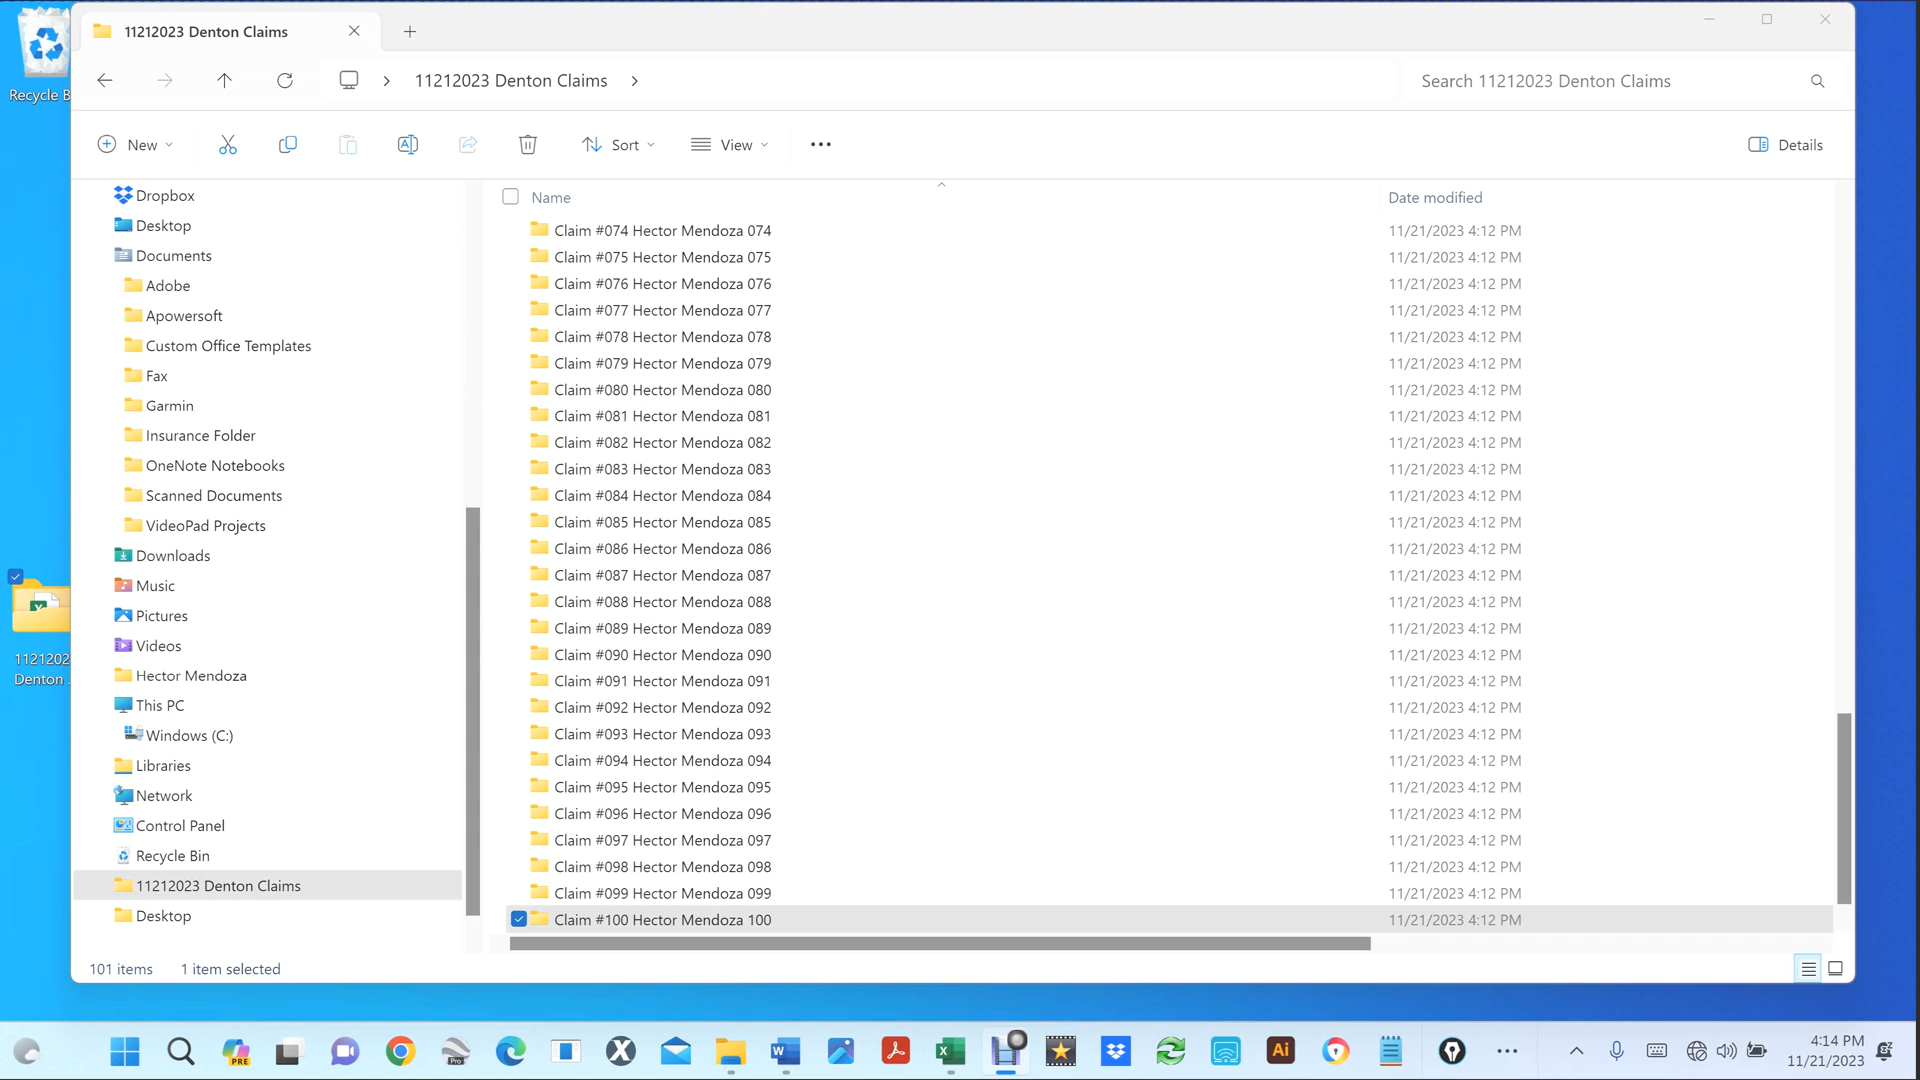 11212023 Denton Claims
Recycle B
11212023 Denton Claims
Search 11212023 Denton Claims
New
Sort
View
Details
Name
Date modified
Dropbox
Desktop
Documents
Adobe
Apowersoft
Custom Office Templates
Fax
Garmin
Insurance Folder
OneNote Notebooks
Scanned Documents
VideoPad Projects
Downloads
Music
Pictures
Videos
Hector Mendoza
This PC
Windows (C:)
Libraries
Network
Control Panel
Recycle Bin
11212023 Denton Claims
Desktop
1121202
Denton ..
Claim #074 Hector Mendoza 074 11/21/2023 4:12 PM
Claim #075 Hector Mendoza 075 11/21/2023 4:12 PM
Claim #076 Hector Mendoza 076 11/21/2023 4:12 PM
Claim #077 Hector Mendoza 077 11/21/2023 4:12 PM
Claim #078 Hector Mendoza 078 11/21/2023 4:12 PM
Claim #079 Hector Mendoza 079 11/21/2023 4:12 PM
Claim #080 Hector Mendoza 080 11/21/2023 4:12 PM
Claim #081 Hector Mendoza 081 11/21/2023 4:12 PM
Claim #082 Hector Mendoza 082 11/21/2023 4:12 PM
Claim #083 Hector Mendoza 083 11/21/2023 4:12 PM
Claim #084 Hector Mendoza 084 11/21/2023 4:12 PM
Claim #085 Hector Mendoza 085 11/21/2023 4:12 PM
Claim #086 Hector Mendoza 086 11/21/2023 4:12 PM
Claim #087 Hector Mendoza 087 11/21/2023 4:12 PM
Claim #088 Hector Mendoza 088 11/21/2023 4:12 PM
Claim #089 Hector Mendoza 089 11/21/2023 4:12 PM
Claim #090 Hector Mendoza 090 11/21/2023 4:12 PM
Claim #091 Hector Mendoza 091 11/21/2023 4:12 PM
Claim #092 Hector Mendoza 092 11/21/2023 4:12 PM
Claim #093 Hector Mendoza 093 11/21/2023 4:12 PM
Claim #094 Hector Mendoza 094 11/21/2023 4:12 PM
Claim #095 Hector Mendoza 095 11/21/2023 4:12 PM
Claim #096 Hector Mendoza 096 11/21/2023 4:12 PM
Claim #097 Hector Mendoza 097 11/21/2023 4:12 PM
Claim #098 Hector Mendoza 098 11/21/2023 4:12 PM
Claim #099 Hector Mendoza 099 11/21/2023 4:12 PM
Claim #100 Hector Mendoza 100 11/21/2023 4:12 PM
101 items 1 item selected
PRE
Pro
W
X
Ai
4:14 PM
11/21/2023